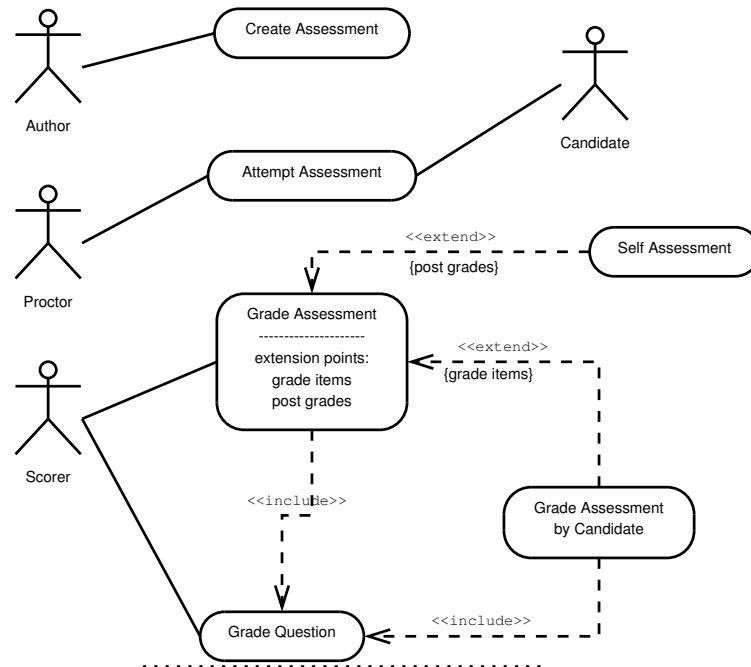 Create Assessment
Author
Candidate
Attempt Assessment
<<extend>>
Self Assessment
{post grades}
Proctor
Grade Assessment
---------------------
extension points:
grade items
post grades
<<extend>>
{grade items}
Scorer
<<include>>
Grade Assessment
by Candidate
<<include>>
Grade Question